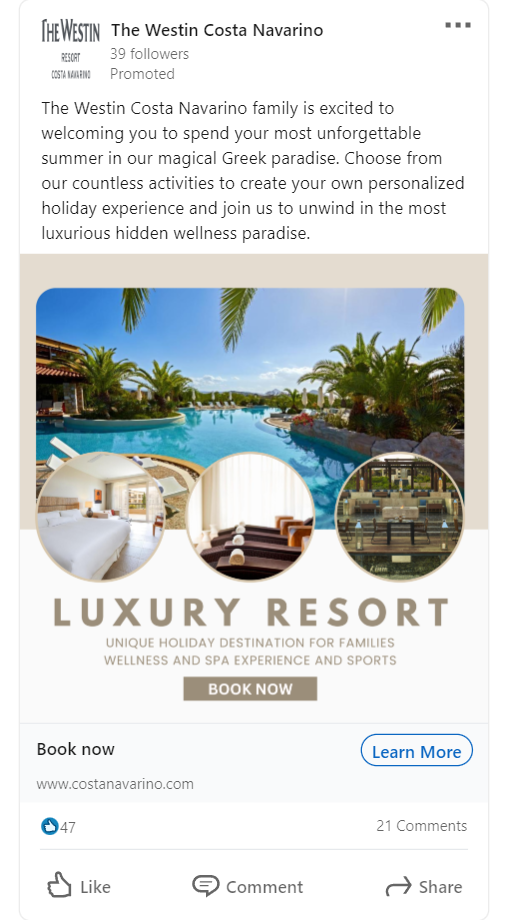 THE WESTIN
RESORT
COSTA NAVARINO
The Westin Costa Navarino
39 followers
Promoted
The Westin Costa Navarino family is excited to
welcoming you to spend your most unforgettable
summer in our magical Greek paradise. Choose from
our countless activities to create your own personalized
holiday experience and join us to unwind in the most
luxurious hidden wellness paradise.
LUXURY RESORT
UNIQUE HOLIDAY DESTINATION FOR FAMILIES
WELLNESS AND SPA EXPERIENCE AND SPORTS
BOOK NOW
Book now
Learn More
www.costanavarino.com
47
21 Comments
Like
Comment
Share